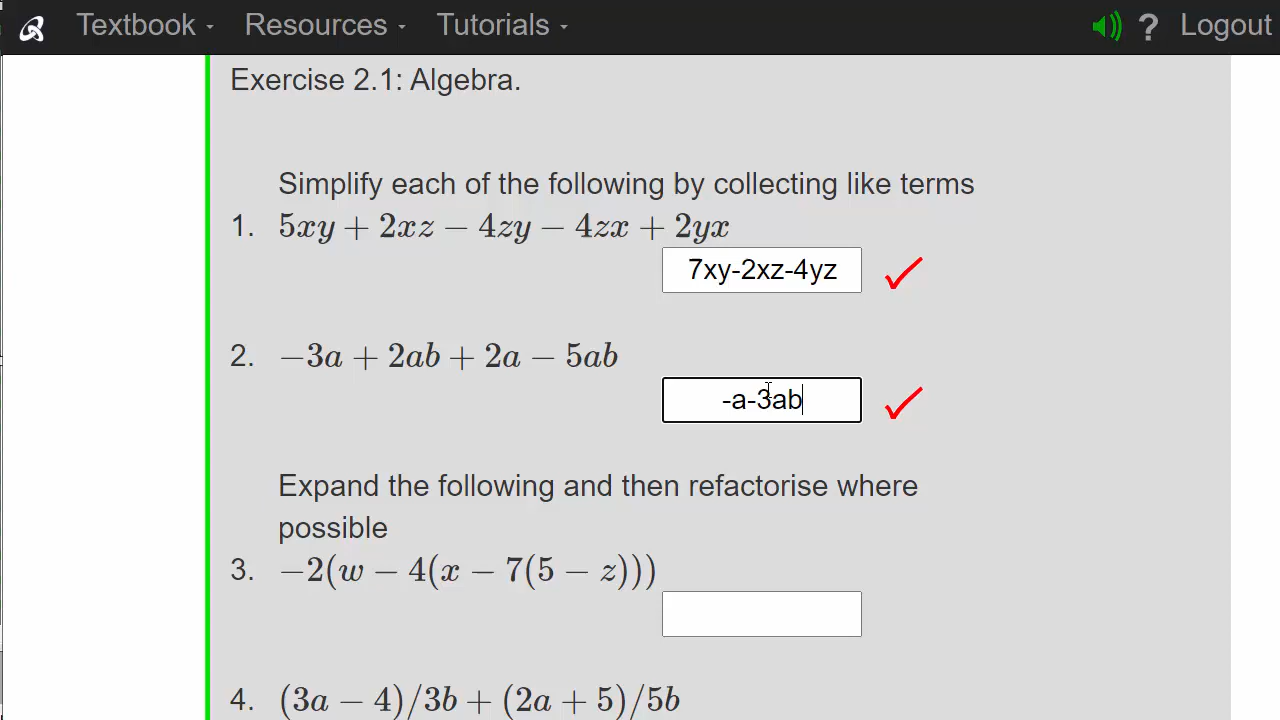 Textbook Resources Tutorials ? Logout
Exercise 2.1: Algebra.
Simplify each of the following by collecting like terms
1. 5xy + 2xz − 4zy − 4zx + 2yx
7xy-2xz-4yz
2. −3a + 2ab + 2a − 5ab
-a-3ab
Expand the following and then refactorise where
possible
3. −2(w − 4(x − 7(5 − z)))
4. (3a − 4)/3b + (2a + 5)/5b